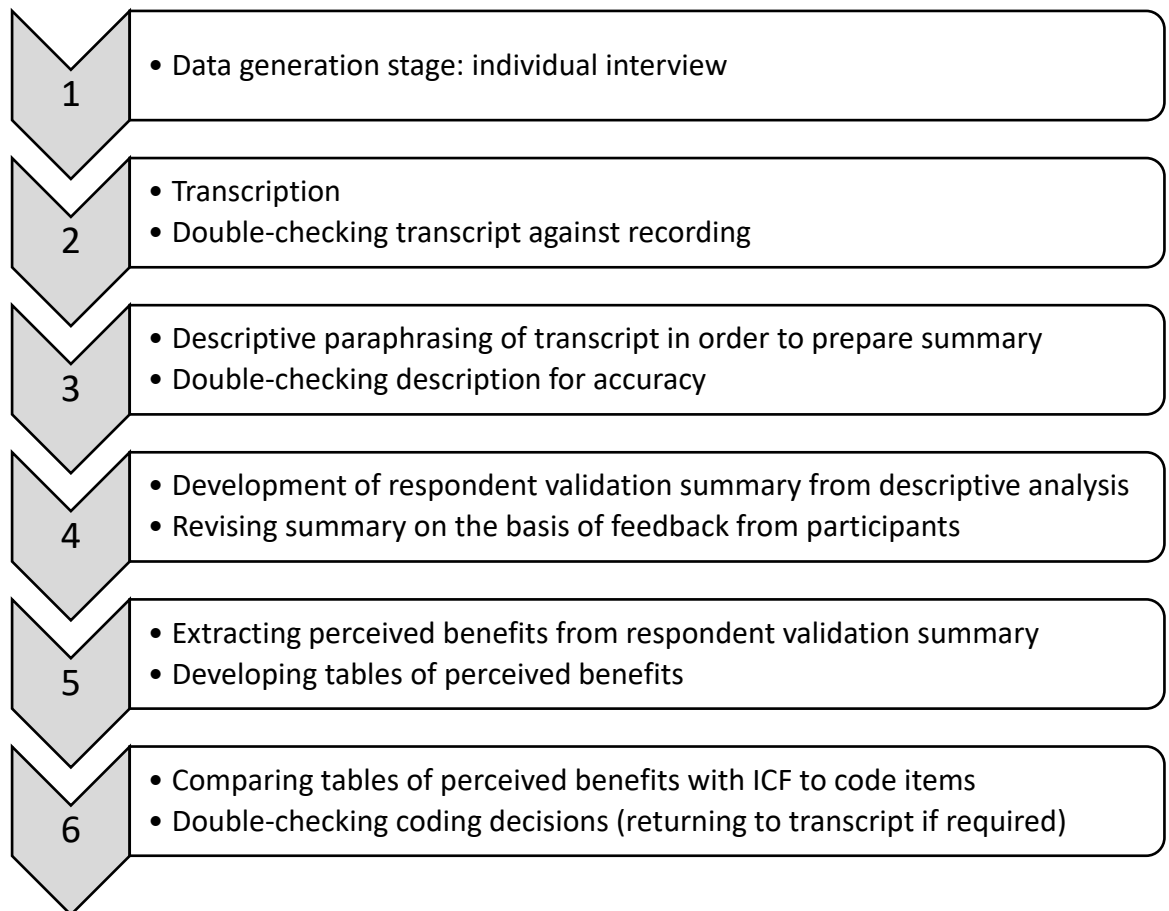 1
• Data generation stage: individual interview
2
• Transcription
• Double-checking transcript against recording
3
• Descriptive paraphrasing of transcript in order to prepare summary
• Double-checking description for accuracy
4
• Development of respondent validation summary from descriptive analysis
• Revising summary on the basis of feedback from participants
5
• Extracting perceived benefits from respondent validation summary
• Developing tables of perceived benefits
6
• Comparing tables of perceived benefits with ICF to code items
• Double-checking coding decisions (returning to transcript if required)